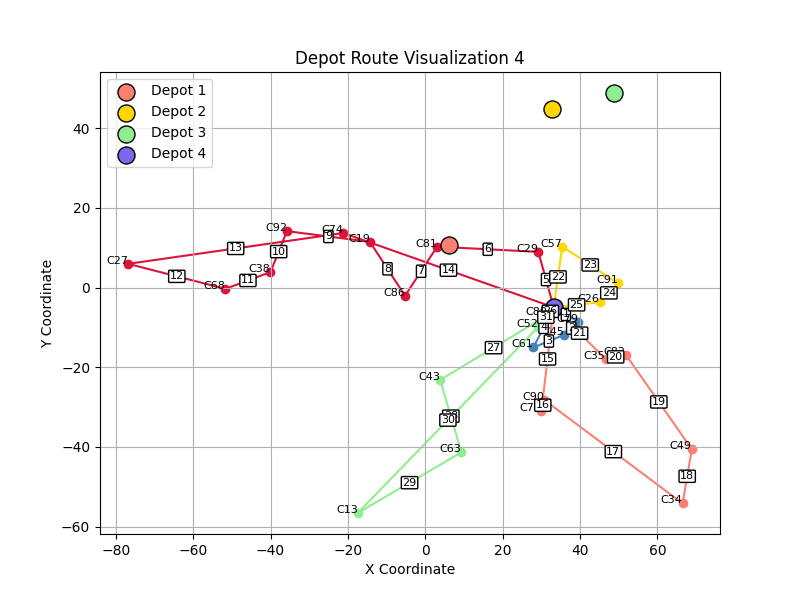 Depot Route Visualization 4
Depot 1
Depot 2
Depot 3
Depot 4
Y Coordinate
40
20
0
−20
−40
−60
−80
−60
−40
−20
0
20
40
60
X Coordinate
C27
C92
C74
C19
C81
C29
C57
C38
C68
C86
C91
C26
C61
C35
C43
C63
C13
C90
C49
C34
13
9
10
12
11
8
7
6
14
5
22
23
24
25
31
3
21
20
15
16
27
30
29
17
19
18